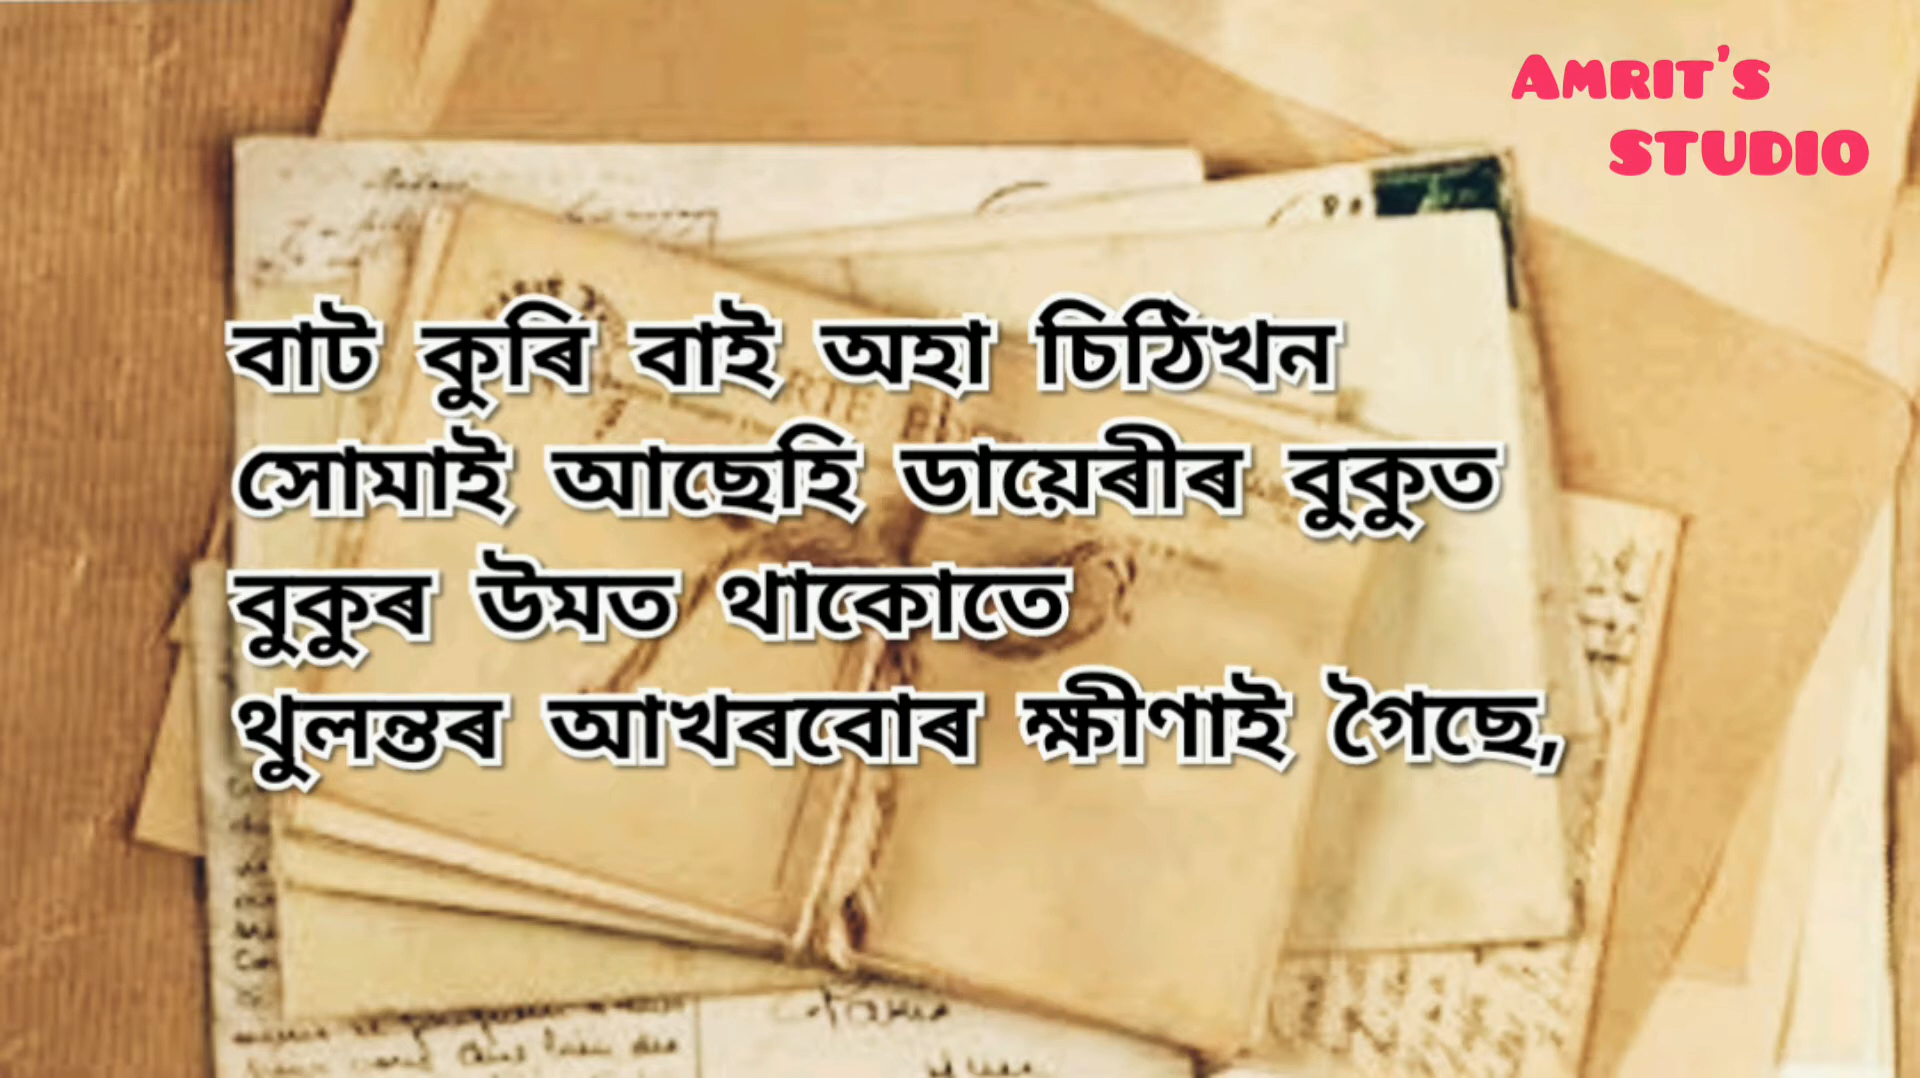 AMRIT'S
STUDIO
বাট কুৰি বাই অহা চিঠিখন
সোমাই আছেহি ডায়েৰীৰ বুকুত
বুকুৰ উমত থাকোতে
থুলন্তৰ আখৰবোৰ ক্ষীণাই গৈছে,